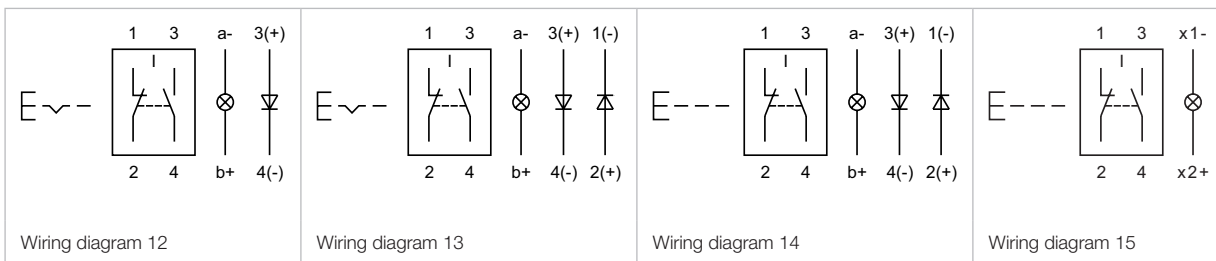 1 3 a- 3(+)
I
2 4 b+ 4(-)
Wiring diagram 12
1 3 a- 3(+) 1(-)
2 4 b+ 4(-) 2(+)
Wiring diagram 13
1 3 a- 3(+) 1(-)
I
2 4 b+ 4(-) 2(+)
Wiring diagram 14
1 3 x1-
I
2 4 x2+
Wiring diagram 15